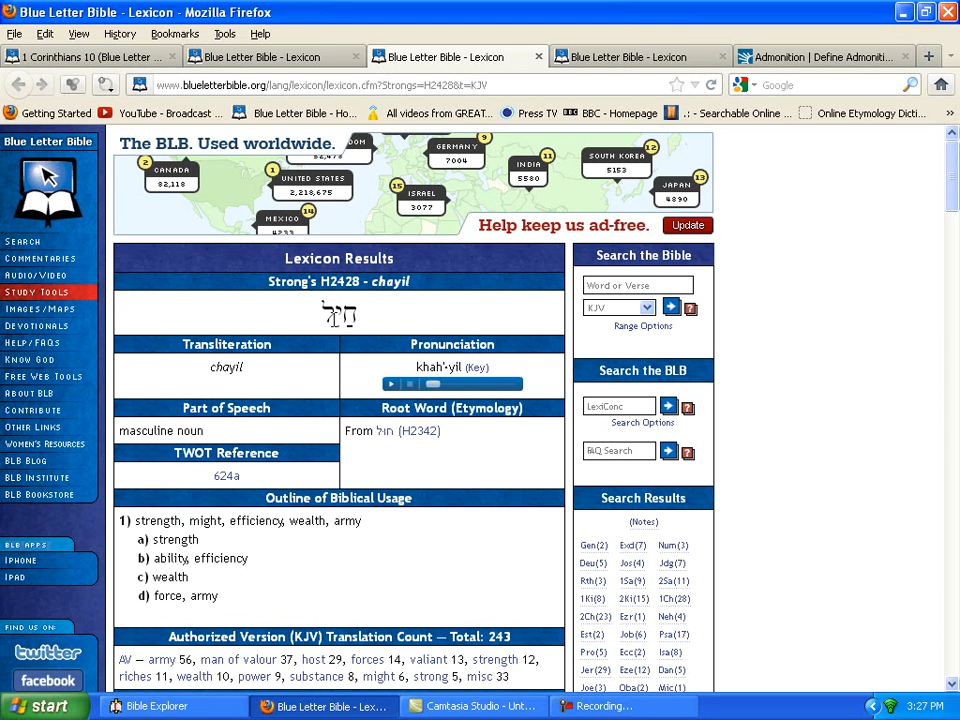 Blue Letter Bible - Lexicon - Mozilla Firefox
File Edit View History Bookmarks Tools Help
1 Corinthians 10 (Blue Letter ... Blue Letter Bible - Lexicon Blue Letter Bible - Lexicon Blue Letter Bible - Lexicon Admonition | Define Admoniti...
www.blueletterbible.org/lang/lexicon/lexicon.cfm?Strongs=H2428&t=KJV Google
Getting Started YouTube - Broadcast ... Blue Letter Bible - Ho... All videos from GREAT... Press TV BBC - Homepage .: - Searchable Online ... Online Etymology Dicti...
Blue Letter Bible
SEARCH
COMMENTARIES
AUDIO/VIDEO
STUDY TOOLS
IMAGES/MAPS
DEVOTIONALS
HELP/FAQS
KNOW GOD
FREE WEB TOOLS
ABOUT BLB
CONTRIBUTE
OTHER LINKS
WOMEN'S RESOURCES
BLB BLOG
BLB INSTITUTE
BLB BOOKSTORE
BLB APPS
IPHONE
IPAD
FIND US ON:
twitter
facebook
The BLB. Used worldwide.
2 CANADA 82,118
1 UNITED STATES 2,218,675
14 MEXICO
15 ISRAEL 3077
9 GERMANY 7004
11 INDIA 5580
12 SOUTH KOREA 5153
13 JAPAN 4890
Help keep us ad-free. Update
Lexicon Results
Strong's H2428 - chayil
חַיִל
Transliteration Pronunciation
chayil khah'·yil (Key)
Part of Speech Root Word (Etymology)
masculine noun From חול (H2342)
TWOT Reference
624a
Outline of Biblical Usage
1) strength, might, efficiency, wealth, army
a) strength
b) ability, efficiency
c) wealth
d) force, army
Authorized Version (KJV) Translation Count — Total: 243
AV — army 56, man of valour 37, host 29, forces 14, valiant 13, strength 12,
riches 11, wealth 10, power 9, substance 8, might 6, strong 5, misc 33
Search the Bible
Word or Verse
KJV
Range Options
Search the BLB
LexiConc
Search Options
FAQ Search
Search Results
(Notes)
Gen(2) Exd(7) Num(3)
Deu(5) Jos(4) Jdg(7)
Rth(3) 1Sa(9) 2Sa(11)
1Ki(8) 2Ki(15) 1Ch(28)
2Ch(23) Ezr(1) Neh(4)
Est(2) Job(6) Psa(17)
Pro(5) Ecc(2) Isa(8)
Jer(29) Eze(12) Dan(5)
Joe(3) Oba(2) Mic(1)
start Bible Explorer Blue Letter Bible - Lex... Camtasia Studio - Unt... Recording... 3:27 PM